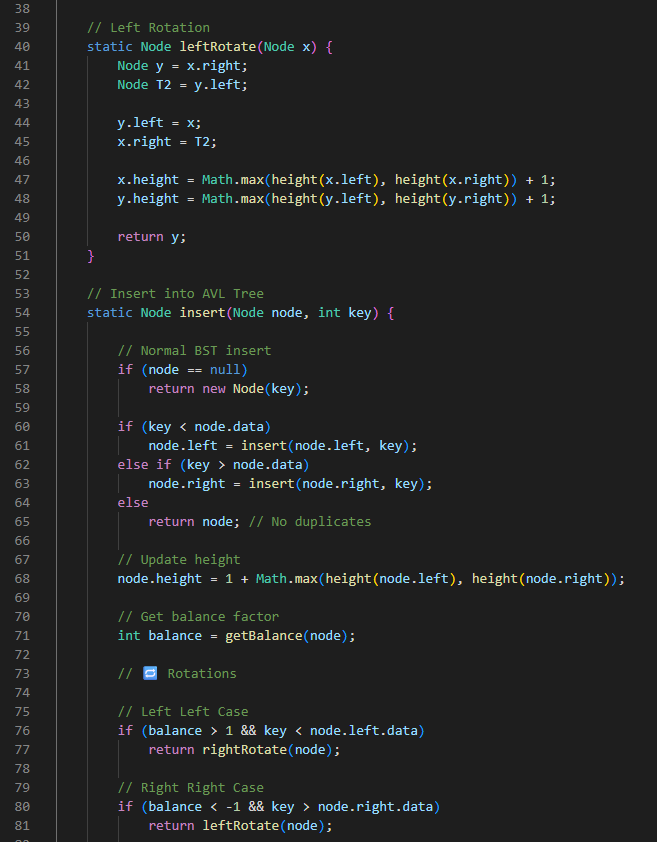 38
39 // Left Rotation
40 static Node leftRotate(Node x) {
41 Node y = x.right;
42 Node T2 = y.left;
43
44 y.left = x;
45 x.right = T2;
46
47 x.height = Math.max(height(x.left), height(x.right)) + 1;
48 y.height = Math.max(height(y.left), height(y.right)) + 1;
49
50 return y;
51 }
52
53 // Insert into AVL Tree
54 static Node insert(Node node, int key) {
55
56 // Normal BST insert
57 if (node == null)
58 return new Node(key);
59
60 if (key < node.data)
61 node.left = insert(node.left, key);
62 else if (key > node.data)
63 node.right = insert(node.right, key);
64 else
65 return node; // No duplicates
66
67 // Update height
68 node.height = 1 + Math.max(height(node.left), height(node.right));
69
70 // Get balance factor
71 int balance = getBalance(node);
72
73 // 🔁 Rotations
74
75 // Left Left Case
76 if (balance > 1 && key < node.left.data)
77 return rightRotate(node);
78
79 // Right Right Case
80 if (balance < -1 && key > node.right.data)
81 return leftRotate(node);